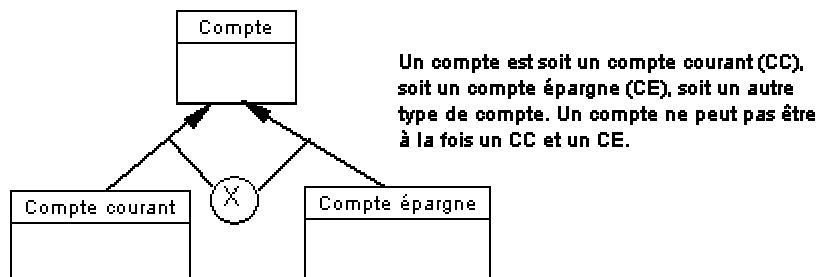 Compte
Un compte est soit un compte courant (CC),
soit un compte épargne (CE), soit un autre
type de compte. Un compte ne peut pas être
à la fois un CC et un CE.
Compte courant
X
Compte épargne